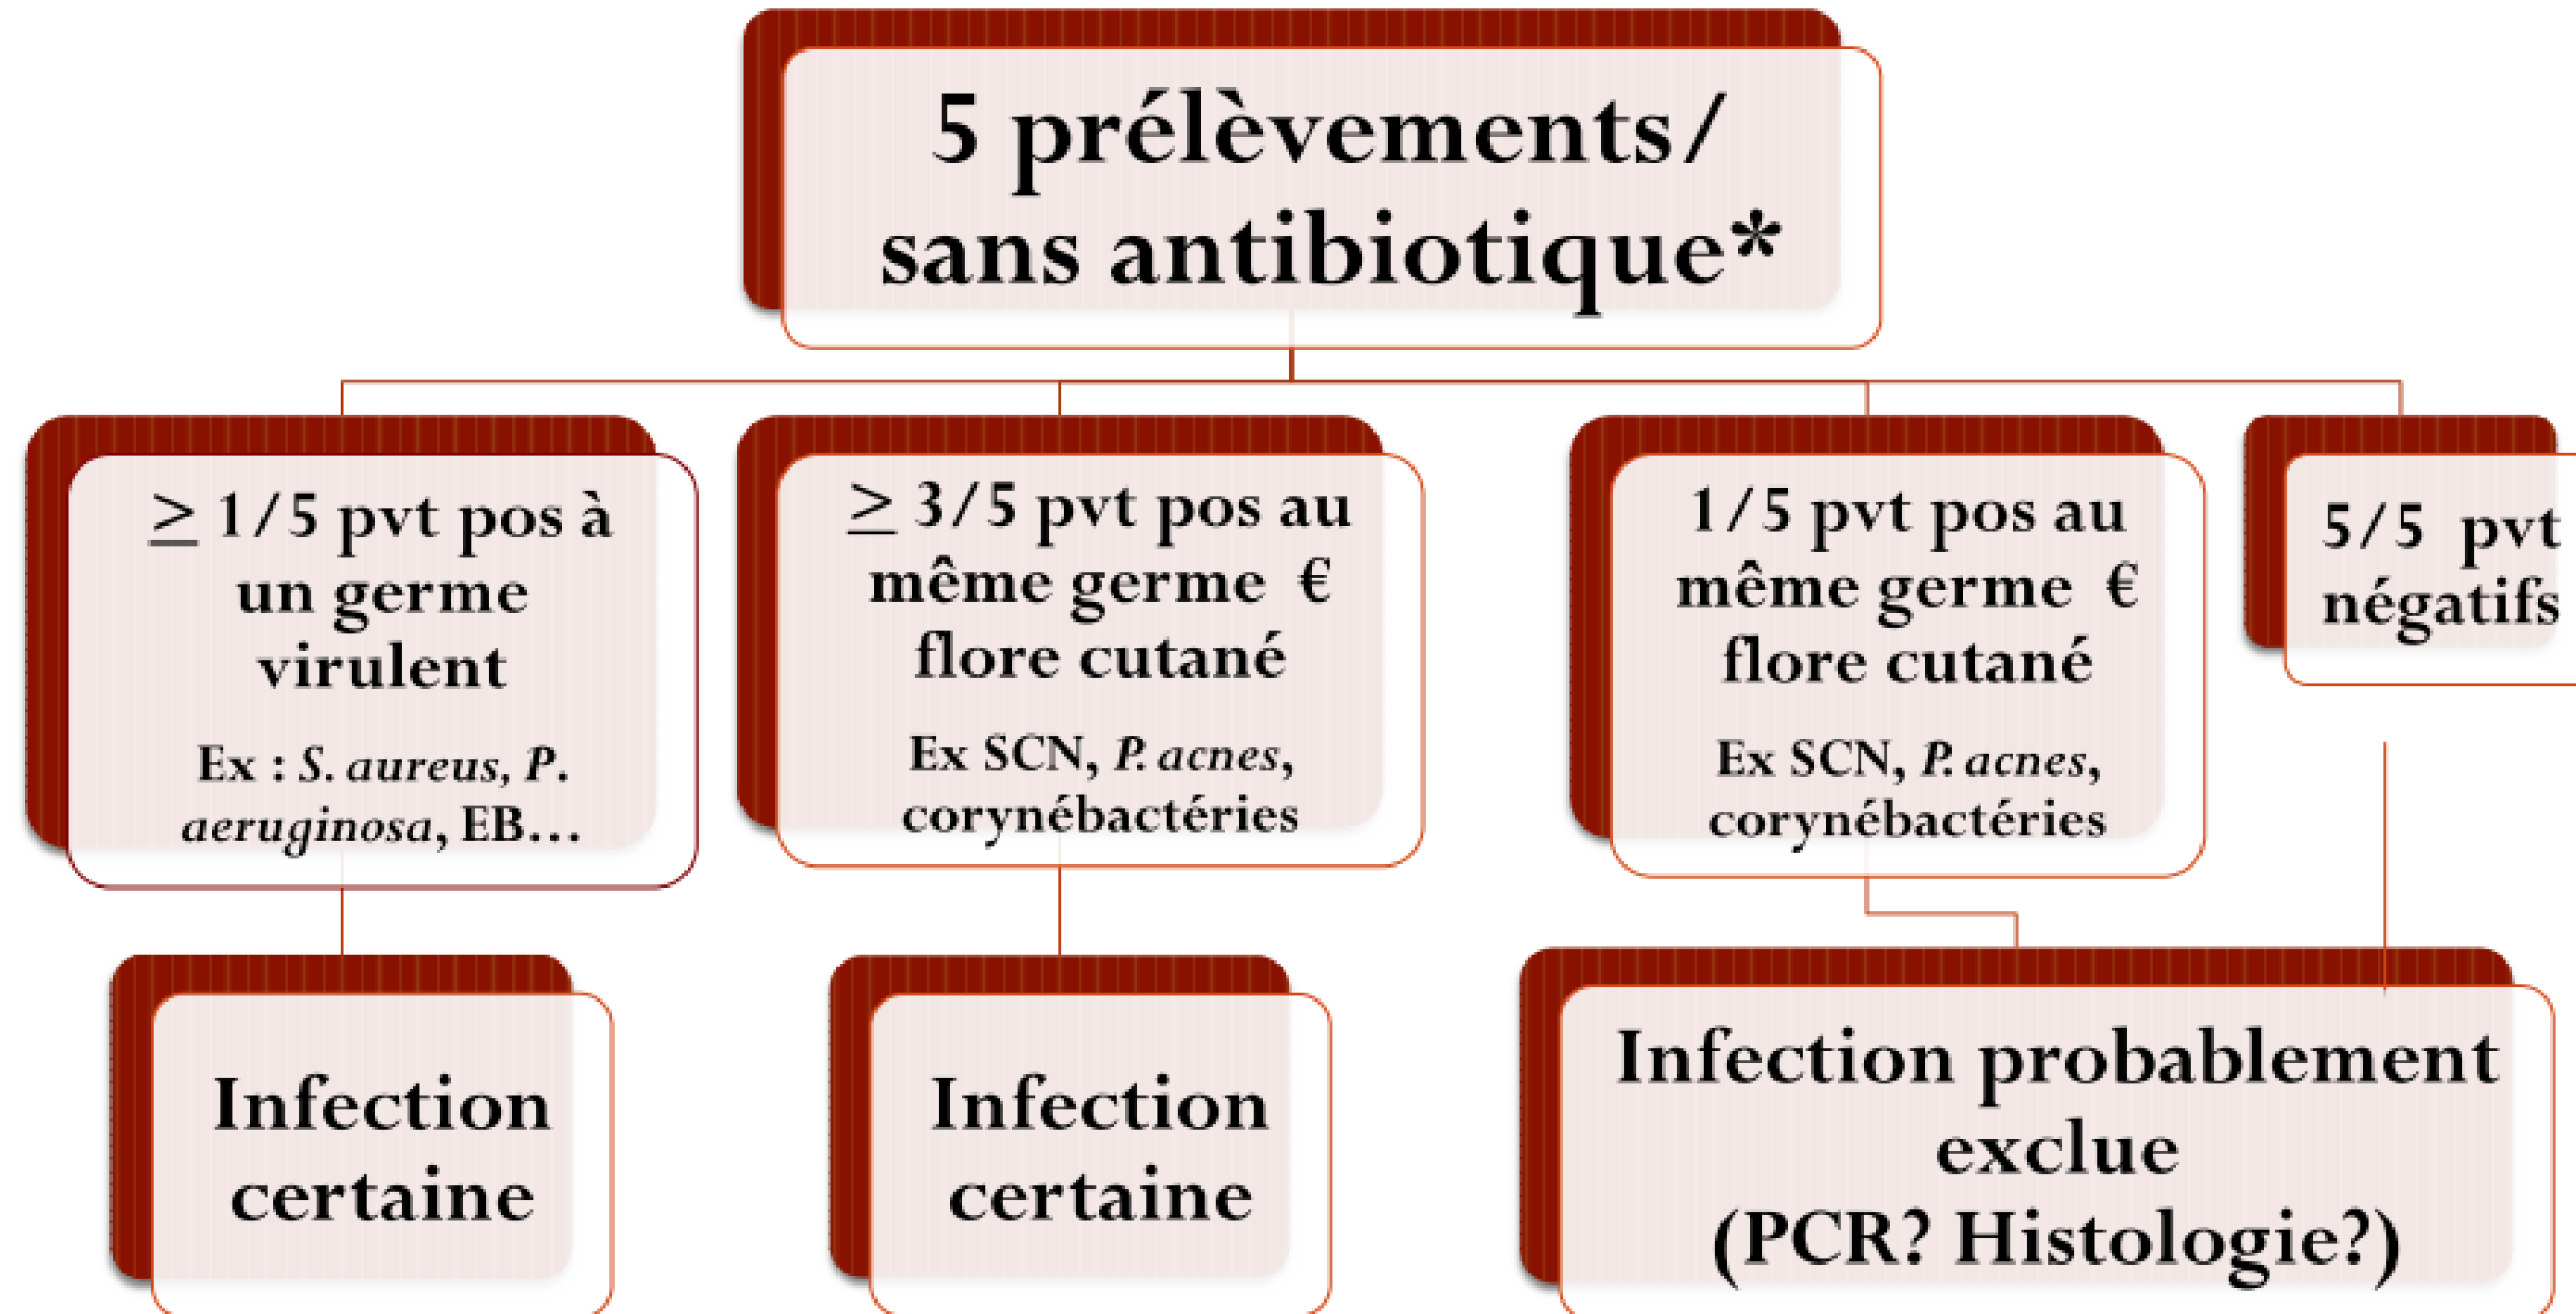 5 prélèvements/
sans antibiotique*
≥ 1/5 pvt pos à
un germe
virulent
Ex : S. aureus, P.
aeruginosa, EB...
≥ 3/5 pvt pos au
même germe €
flore cutané
Ex SCN, P. acnes,
corynébactéries
1/5 pvt pos au
même germe €
flore cutané
Ex SCN, P. acnes,
corynébactéries
5/5 pvt
négatifs
Infection
certaine
Infection
certaine
Infection probablement
exclue
(PCR? Histologie?)